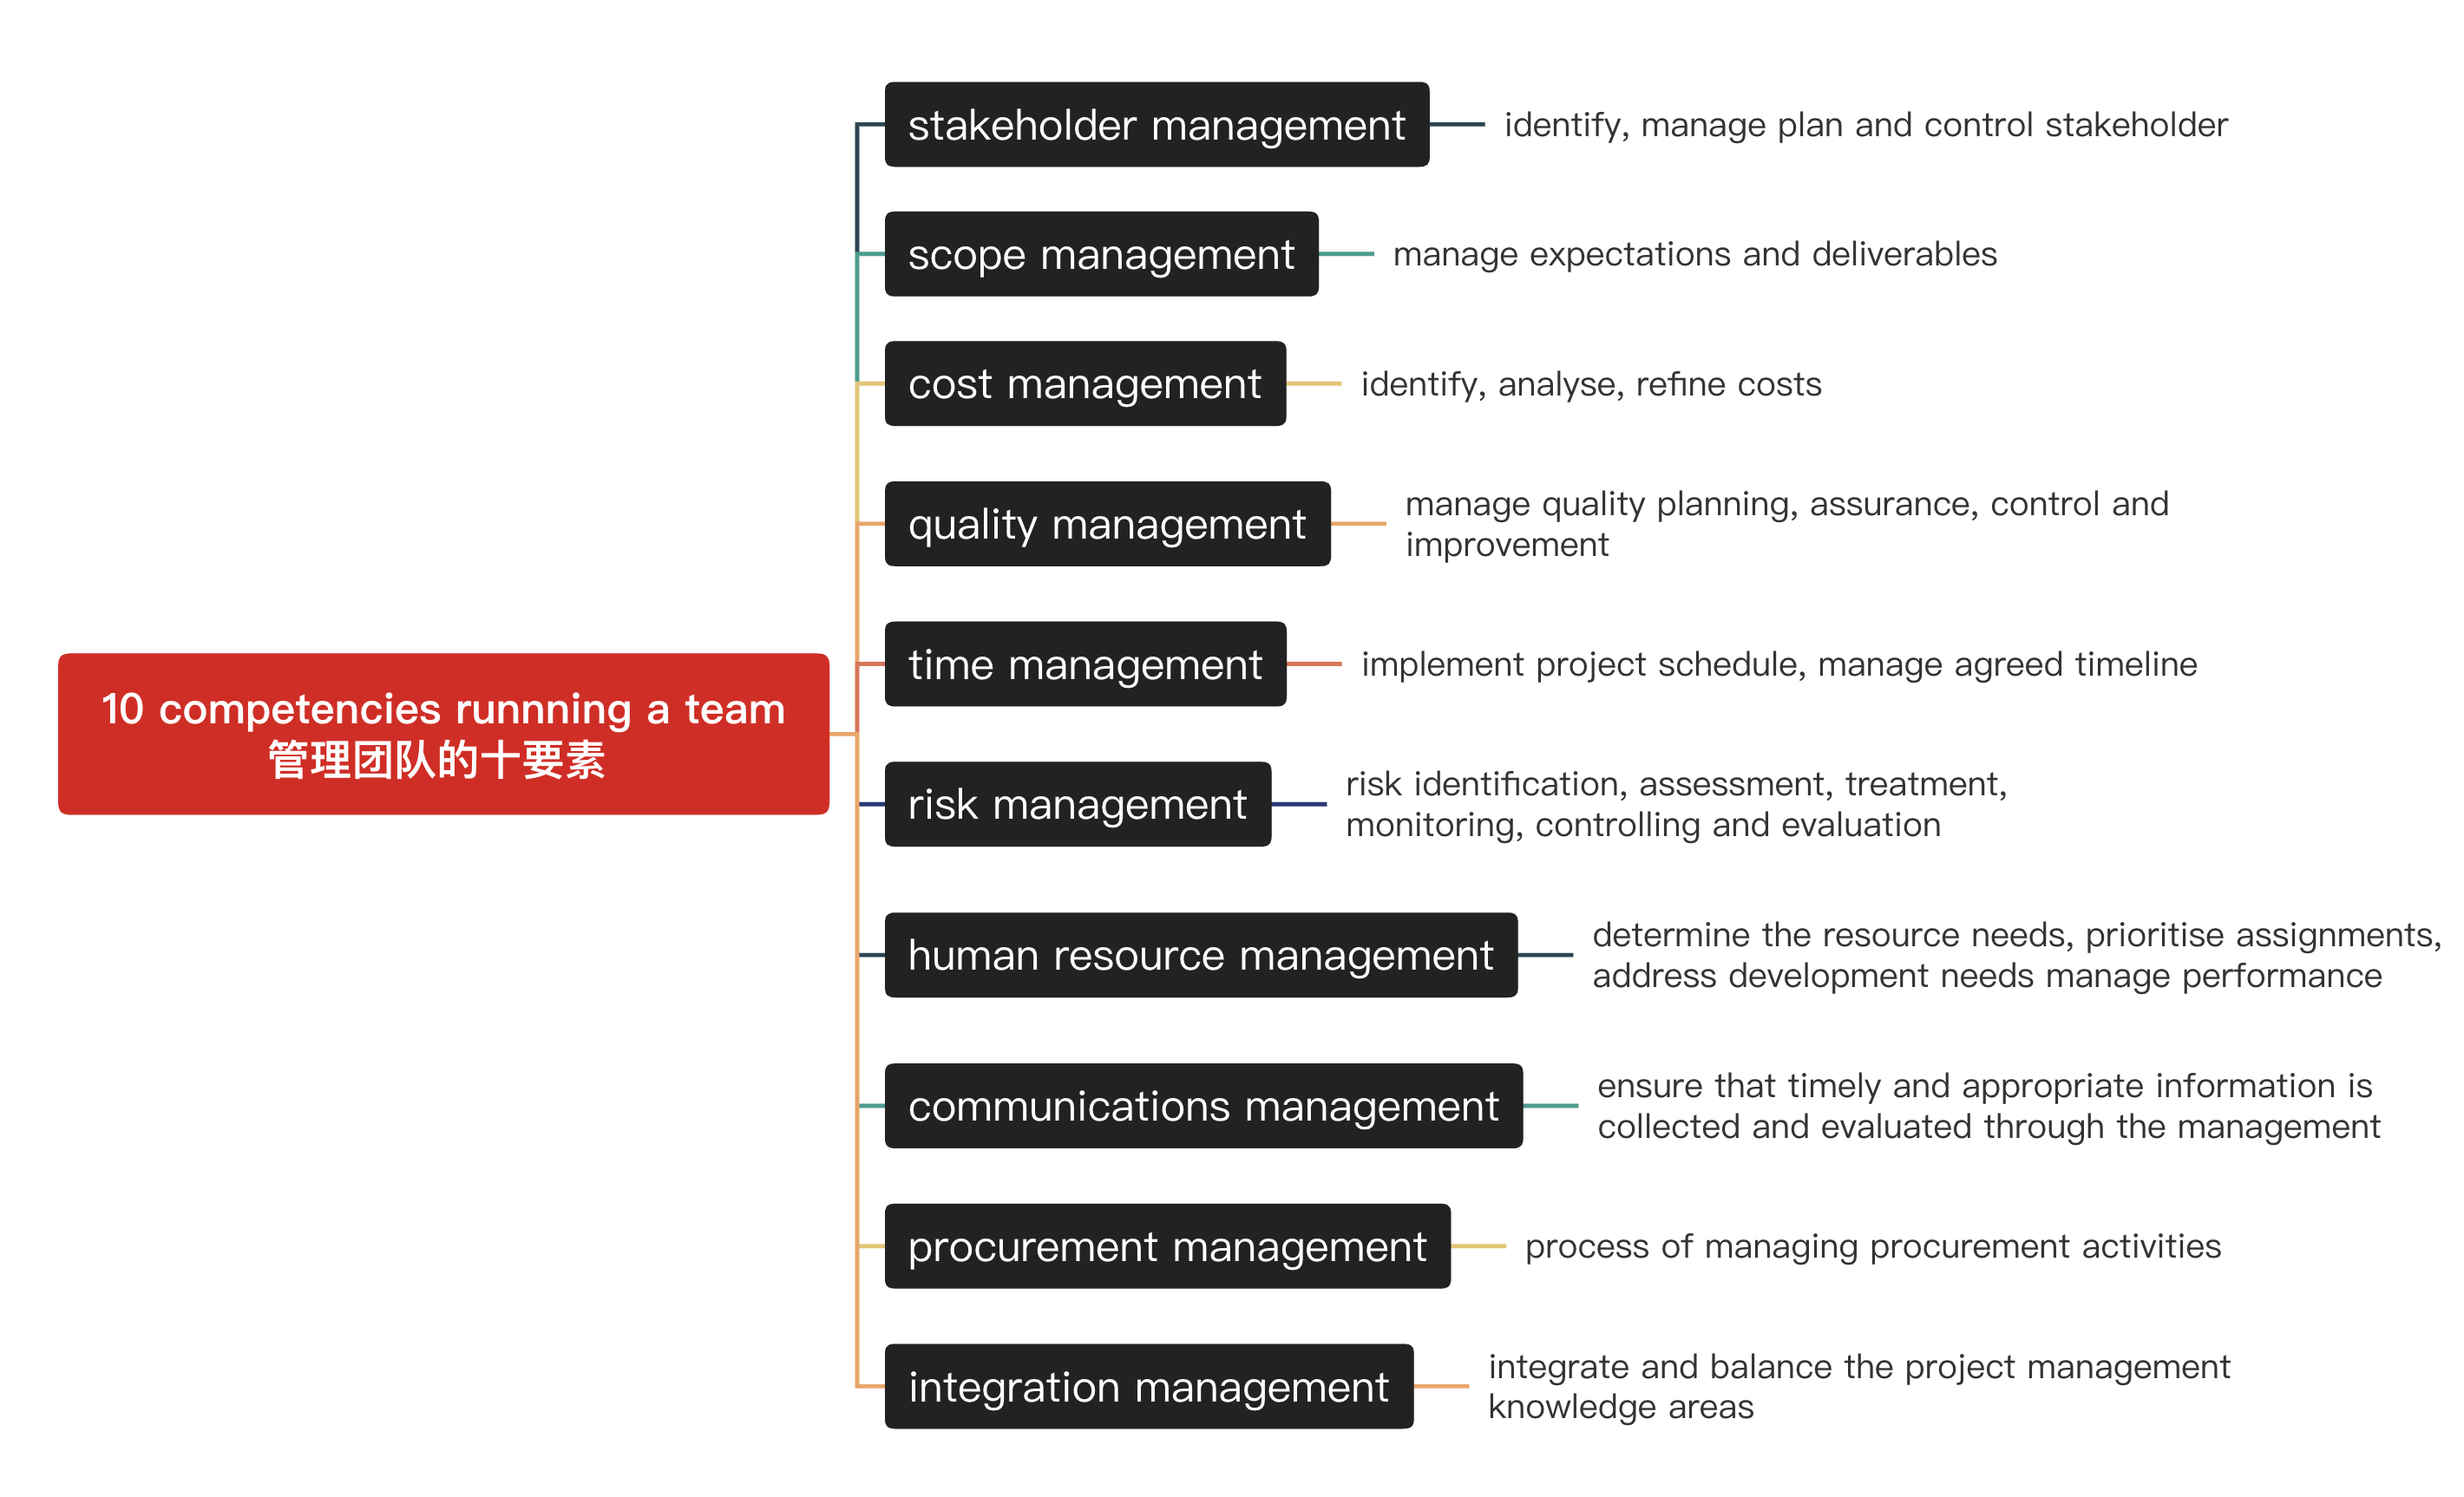 10 competencies runnning a team
管理团队的十要素
stakeholder management
identify, manage plan and control stakeholder
scope management
manage expectations and deliverables
cost management
identify, analyse, refine costs
quality management
manage quality planning, assurance, control and
improvement
time management
implement project schedule, manage agreed timeline
risk management
risk identification, assessment, treatment,
monitoring, controlling and evaluation
human resource management
determine the resource needs, prioritise assignments,
address development needs manage performance
communications management
ensure that timely and appropriate information is
collected and evaluated through the management
procurement management
process of managing procurement activities
integration management
integrate and balance the project management
knowledge areas